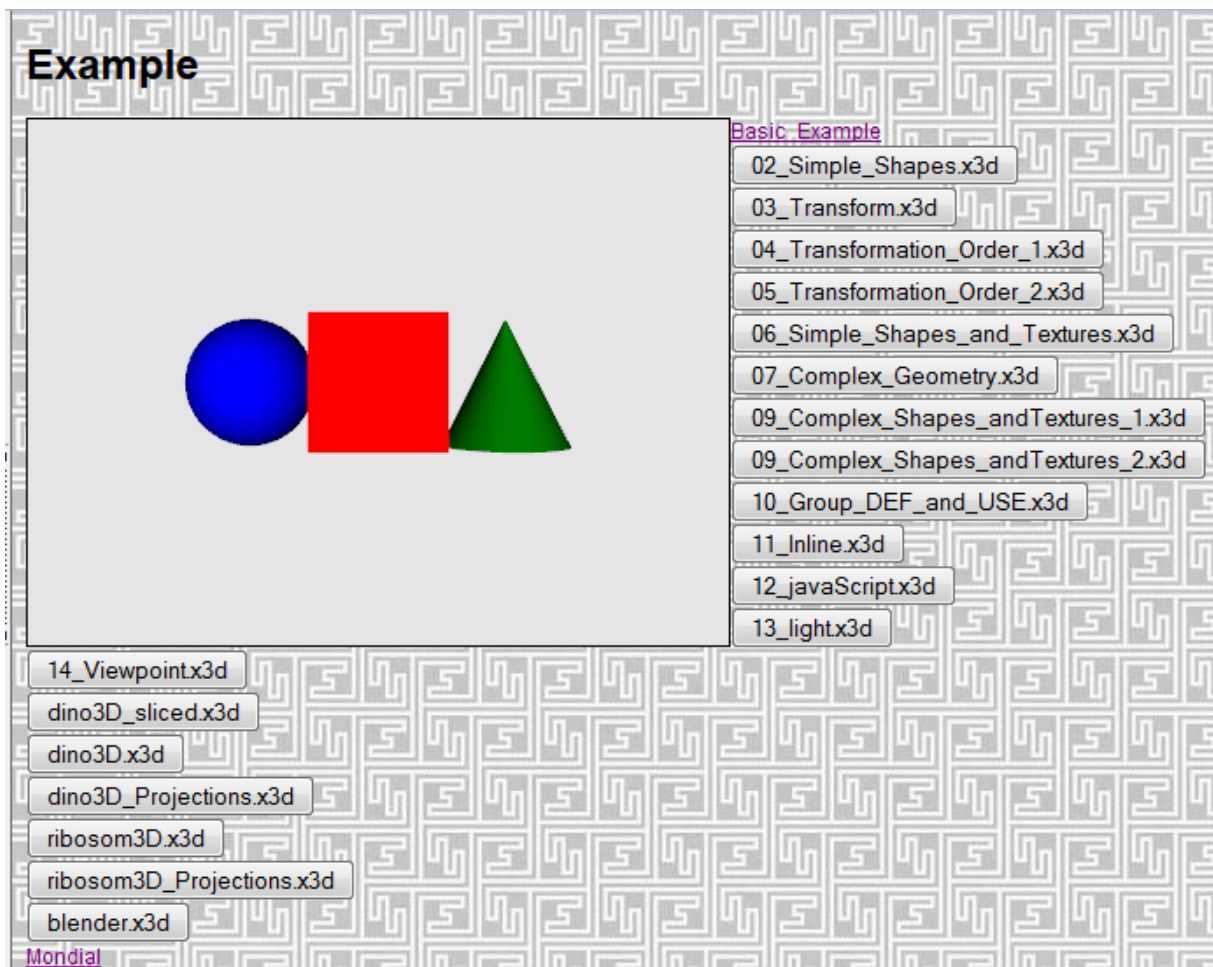 Example
Basic_Example
02_Simple_Shapes.x3d
03_Transform.x3d
04_Transformation_Order_1.x3d
05_Transformation_Order_2.x3d
06_Simple_Shapes_and_Textures.x3d
07_Complex_Geometry.x3d
09_Complex_Shapes_andTextures_1.x3d
09_Complex_Shapes_andTextures_2.x3d
10_Group_DEF_and_USE.x3d
11_Inline.x3d
12_javaScript.x3d
13_light.x3d
14_Viewpoint.x3d
dino3D_sliced.x3d
dino3D.x3d
dino3D_Projections.x3d
ribosom3D.x3d
ribosom3D_Projections.x3d
blender.x3d
Mondial